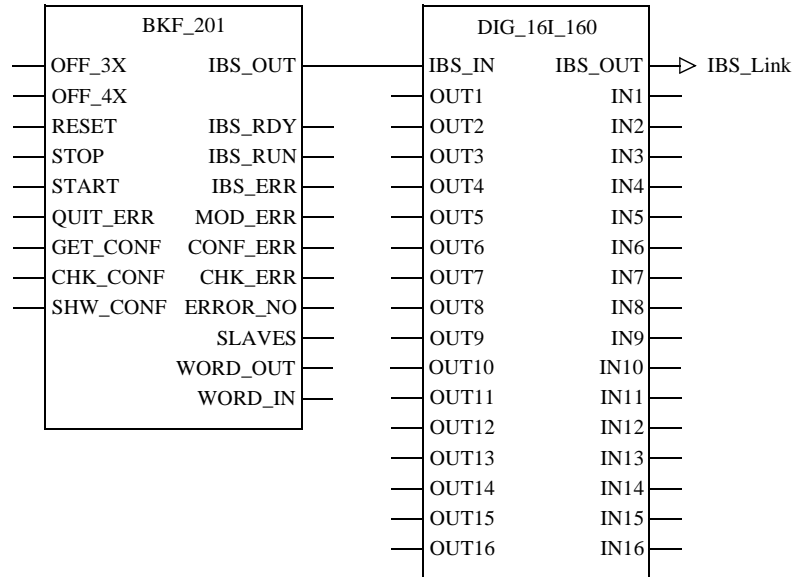 BKF_201 DIG_16I_160
OFF_3X IBS_OUT IBS_IN IBS_OUT IBS_Link
OFF_4X OUT1 IN1
RESET IBS_RDY OUT2 IN2
STOP IBS_RUN OUT3 IN3
START IBS_ERR OUT4 IN4
QUIT_ERR MOD_ERR OUT5 IN5
GET_CONF CONF_ERR OUT6 IN6
CHK_CONF CHK_ERR OUT7 IN7
SHW_CONF ERROR_NO OUT8 IN8
SLAVES OUT9 IN9
WORD_OUT OUT10 IN10
WORD_IN OUT11 IN11
OUT12 IN12
OUT13 IN13
OUT14 IN14
OUT15 IN15
OUT16 IN16